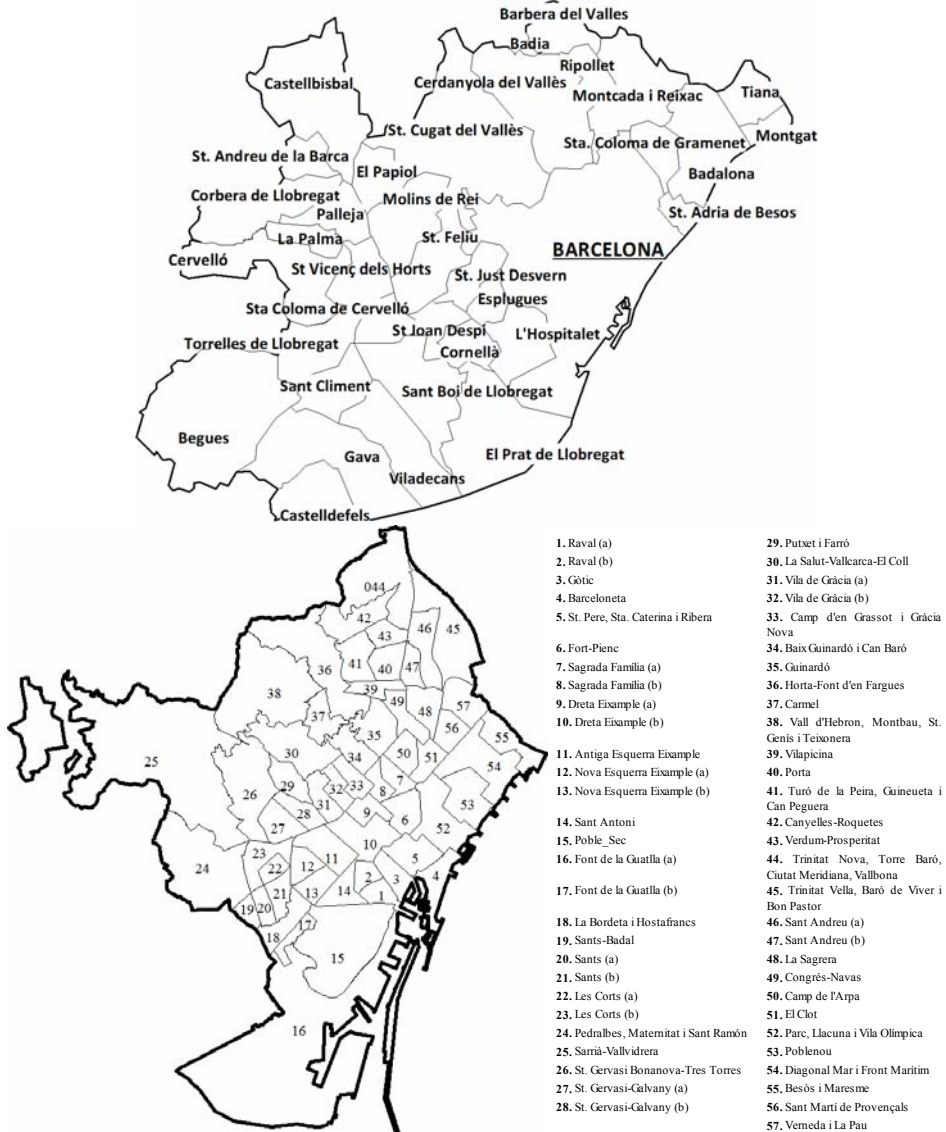 Barbera del Valles
Badia
Ripollet
Castellbisbal
Cerdanyola del Vallès
Montcada i Reixac
Tiana
St. Cugat del Vallès
Montgat
Sta. Coloma de Gramenet
St. Andreu de la Barca
El Papiol
Badalona
Corbera de Llobregat
Molins de Rei
Palleja
St. Adria de Besos
La Palma
St. Feliu
BARCELONA
Cervelló
St Vicenç dels Horts
St. Just Desvern
Esplugues
Sta Coloma de Cervelló
St Joan Despi
L'Hospitalet
Torrelles de Llobregat
Cornellà
Sant Climent
Sant Boi de Llobregat
Begues
Gava
El Prat de Llobregat
Viladecans
Castelldefels
044
42
46
45
43
41
40
47
36
39
38
49
57
37
48
56
35
55
30
50
51
25
34
54
29
7
26
32
33
8
53
31
28
9
6
27
52
10
23
11
5
24
22
12
2
3
4
21
13
14
1
19
20
17
18
15
16
1. Raval (a)
2. Raval (b)
3. Gòtic
4. Barceloneta
5. St. Pere, Sta. Caterina i Ribera
6. Fort-Pienc
7. Sagrada Família (a)
8. Sagrada Família (b)
9. Dreta Eixample (a)
10. Dreta Eixample (b)
11. Antiga Esquerra Eixample
12. Nova Esquerra Eixample (a)
13. Nova Esquerra Eixample (b)
14. Sant Antoni
15. Poble_Sec
16. Font de la Guatlla (a)
17. Font de la Guatlla (b)
18. La Bordeta i Hostafrancs
19. Sants-Badal
20. Sants (a)
21. Sants (b)
22. Les Corts (a)
23. Les Corts (b)
24. Pedralbes, Maternitat i Sant Ramón
25. Sarrià-Vallvidrera
26. St. Gervasi Bonanova-Tres Torres
27. St. Gervasi-Galvany (a)
28. St. Gervasi-Galvany (b)
29. Putxet i Farró
30. La Salut-Vallcarca-El Coll
31. Vila de Gràcia (a)
32. Vila de Gràcia (b)
33. Camp d'en Grassot i Gràcia
Nova
34. Baix Guinardó i Can Baró
35. Guinardó
36. Horta-Font d'en Fargues
37. Carmel
38. Vall d'Hebron, Montbau, St.
Genís i Teixonera
39. Vilapicina
40. Porta
41. Turó de la Peira, Guineueta i
Can Peguera
42. Canyelles-Roquetes
43. Verdum-Prosperitat
44. Trinitat Nova, Torre Baró,
Ciutat Meridiana, Vallbona
45. Trinitat Vella, Baró de Viver i
Bon Pastor
46. Sant Andreu (a)
47. Sant Andreu (b)
48. La Sagrera
49. Congrés-Navas
50. Camp de l'Arpa
51. El Clot
52. Parc, Llacuna i Vila Olímpica
53. Poblenou
54. Diagonal Mar i Front Marítim
55. Besòs i Maresme
56. Sant Martí de Provençals
57. Verneda i La Pau